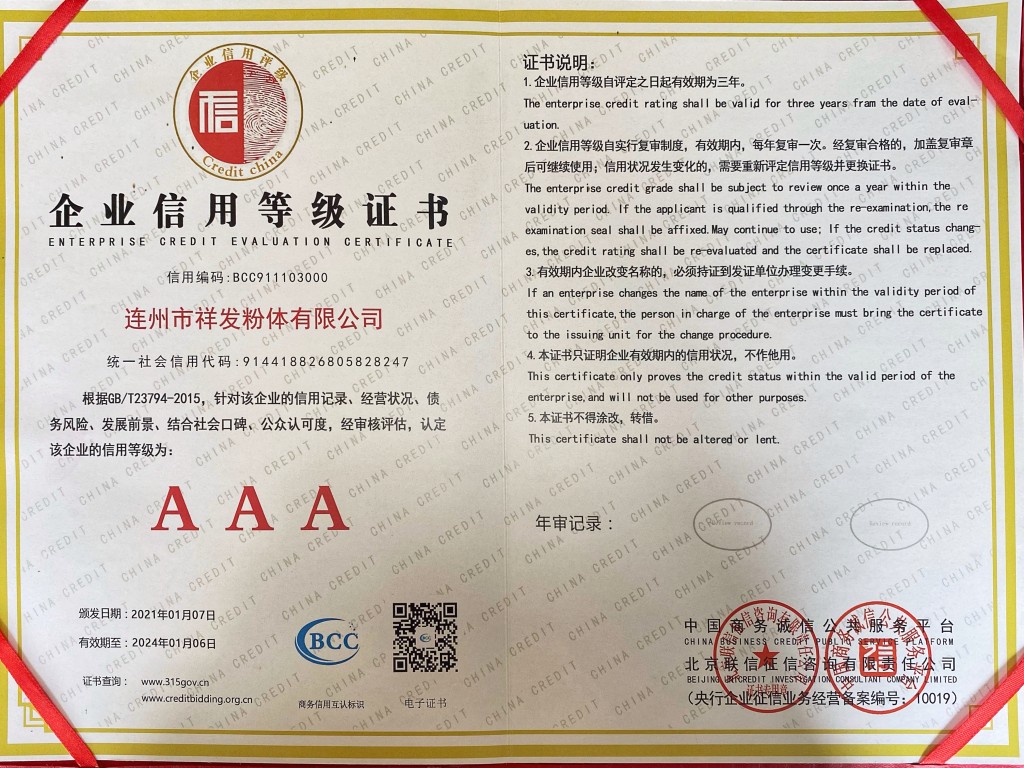 企业信用评级
信
Credit china
企业信用等级证书
ENTERPRISE CREDIT EVALUATION CERTIFICATE
信用编码:BCC911103000
连州市祥发粉体有限公司
统一社会信用代码:914418826805828247
根据GB/T23794-2015，针对该企业的信用记录、经营状况、债
务风险、发展前景、结合社会口碑、公众认可度，经审核评估，认定
该企业的信用等级为：
AAA
颁发日期：2021年01月07日
有效期至：2024年01月06日
证书查询： www.315gov.cn
www.creditbidding.org.cn
BCC
商务信用互认标识
电子证书
证书说明：
1. 企业信用等级自评定之日起有效期为三年。
The enterprise credit rating shall be valid for three years fram the date of eval-
uation.
2. 企业信用等级自实行复审制度，有效期内，每年复审一次。经复审合格的，加盖复审章
后可继续使用；信用状况发生变化的，需要重新评定信用等级并更换证书。
The enterprise credit grade shall be subject to review once a year within the
validity period. If the applicant is qualified through the re-examination, the re
examination seal shall be affixed. May continue to use; If the credit status chang-
es, the credit rating shall be re-evaluated and the certificate shall be replaced.
3. 有效期内企业改变名称的，必须持证到发证单位办理变更手续。
If an enterprise changes the name of the enterprise within the validity period of
this certificate, the person in charge of the enterprise must bring the certificate
to the issuing unit for the change procedure.
4. 本证书只证明企业有效期内的信用状况，不作他用。
This certificate only proves the credit status within the valid period of the
enterprise, and will not be used for other purposes.
5. 本证书不得涂改，转借。
This certificate shall not be altered or lent.
年审记录：
Review record
中国商务诚信公共服务平台
CHINA BUSINESS CREDIT PUBLIC SERVICE PLATFORM
北京联信征信咨询有限责任公司
BEIJING UNICREDIT INVESTIGATION CONSULTANT COMPANY LIMITED
（央行企业征信业务经营备案编号：10019）
证书专用章